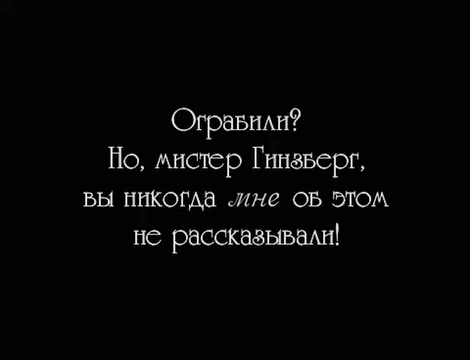 Ограбили?
Но, мистер Гинзберг,
вы никогда мне об этом
не рассказывали!